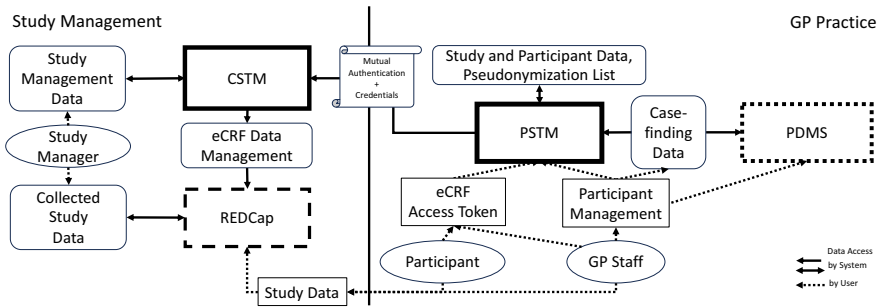 Study Management
GP Practice
Study
Management
Data
CSTM
Mutual
Authentication
+
Credentials
Study and Participant Data,
Pseudonymization List
PSTM
Case-
finding
Data
PDMS
Study
Manager
eCRF Data
Management
Collected
Study
Data
REDCap
eCRF
Access Token
Participant
Management
Participant
GP Staff
Study Data
Data Access
by System
by User